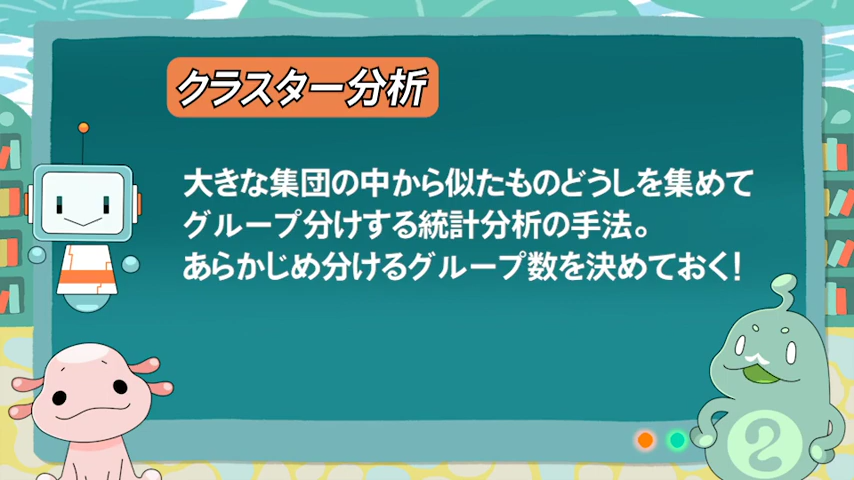 クラスター分析
大きな集団の中から似たものどうしを集めて
グループ分けする統計分析の手法。
あらかじめ分けるグループ数を決めておく！
2